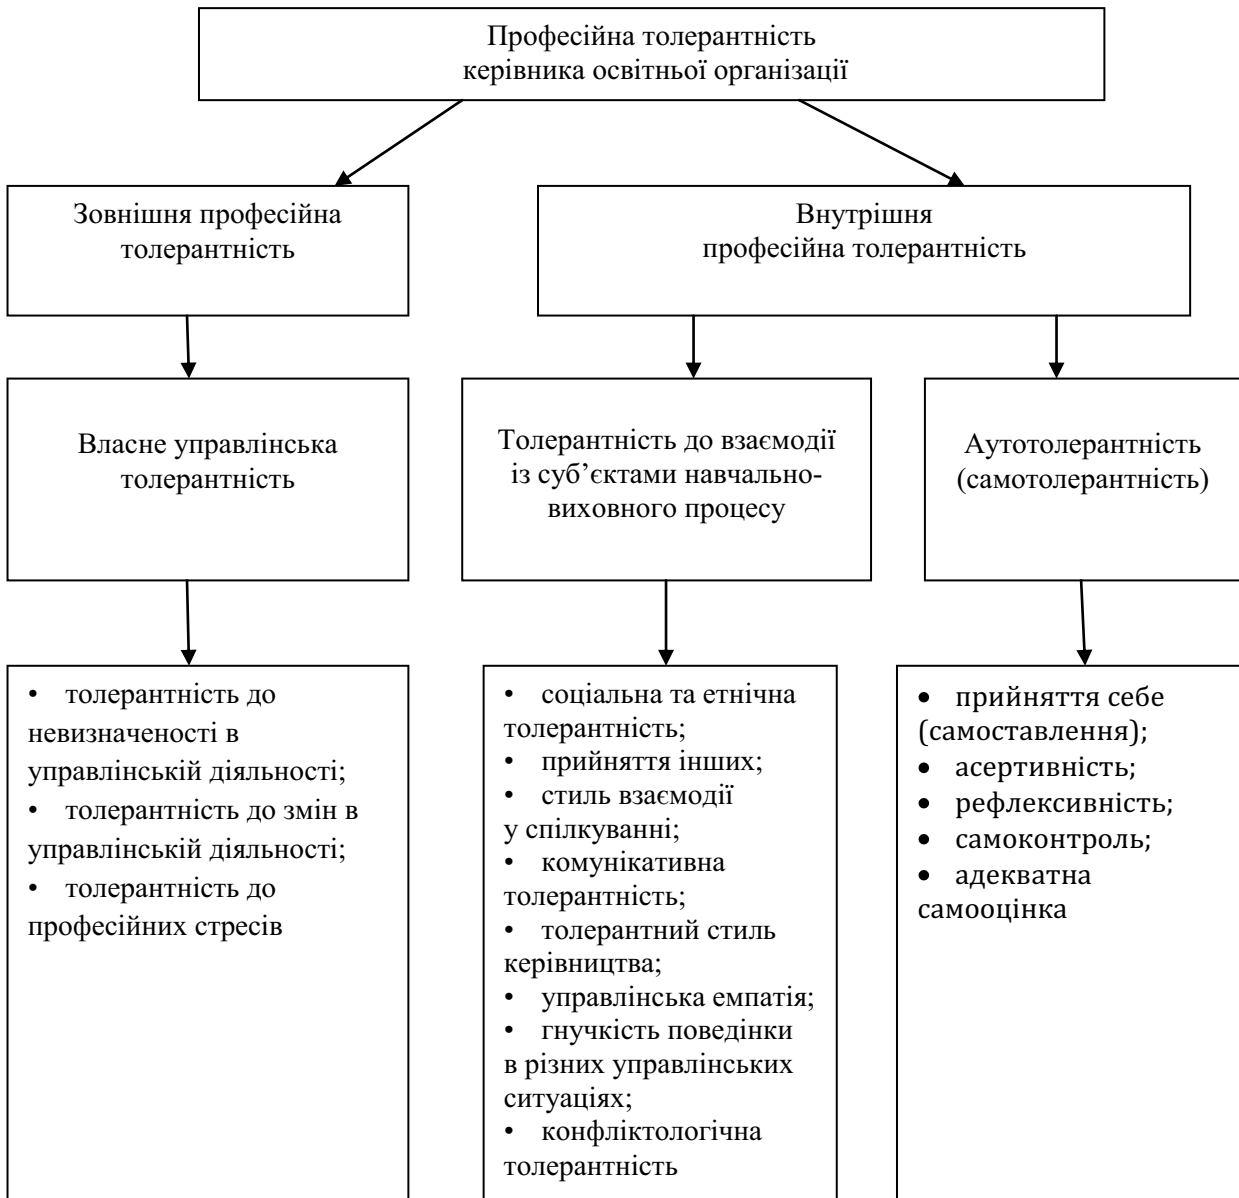 Професійна толерантність
керівника освітньої організації
Зовнішня професійна
толерантність
Внутрішня
професійна толерантність
Власне управлінська
толерантність
Толерантність до взаємодії
із суб’єктами навчально-
виховного процесу
Аутотолерантність
(самотолерантність)
• толерантність до
невизначеності в
управлінській діяльності;
• толерантність до змін в
управлінській діяльності;
• толерантність до
професійних стресів
• соціальна та етнічна
толерантність;
• прийняття інших;
• стиль взаємодії
у спілкуванні;
• комунікативна
толерантність;
• толерантний стиль
керівництва;
• управлінська емпатія;
• гнучкість поведінки
в різних управлінських
ситуаціях;
• конфліктологічна
толерантність
• прийняття себе
(самоставлення);
• асертивність;
• рефлексивність;
• самоконтроль;
• адекватна
самооцінка